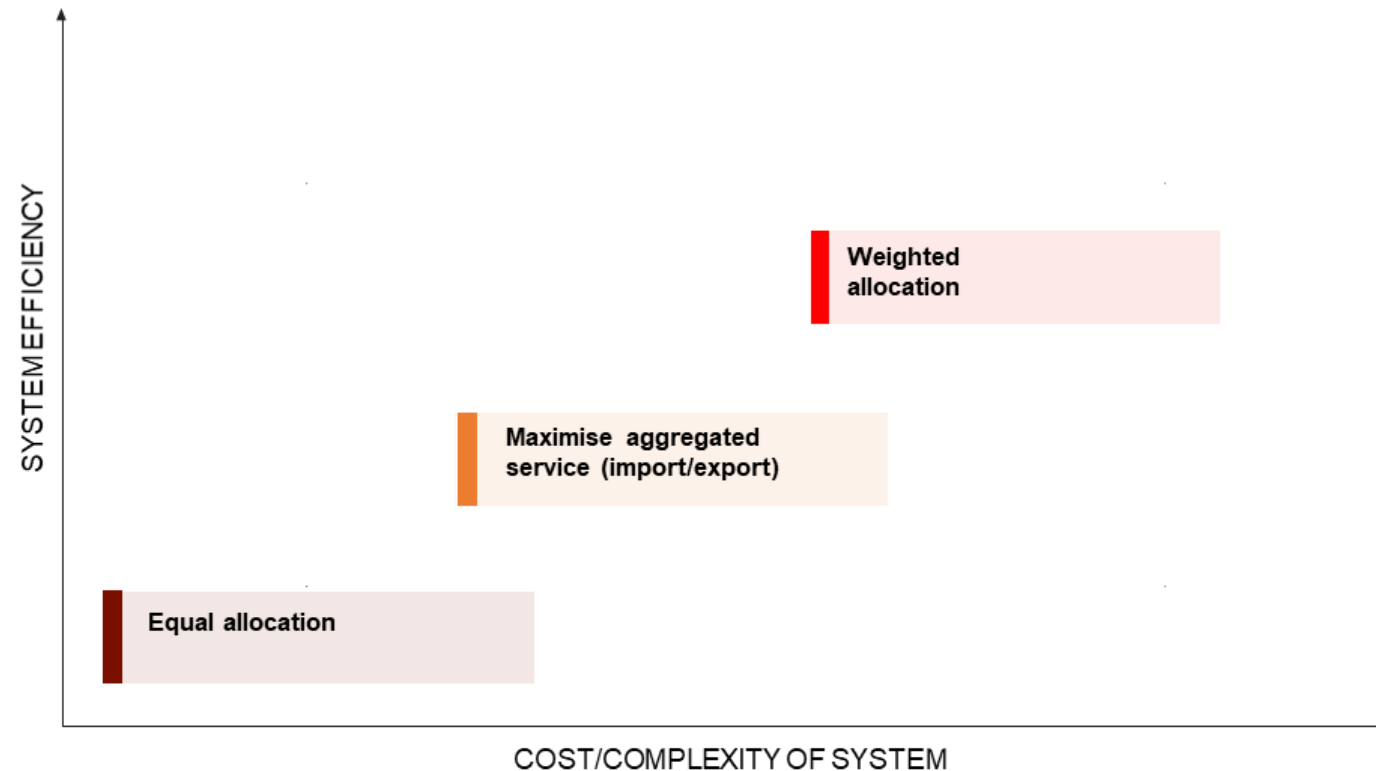 SYSTEM EFFICIENCY
Weighted
allocation
Maximise aggregated
service (import/export)
Equal allocation
COST/COMPLEXITY OF SYSTEM